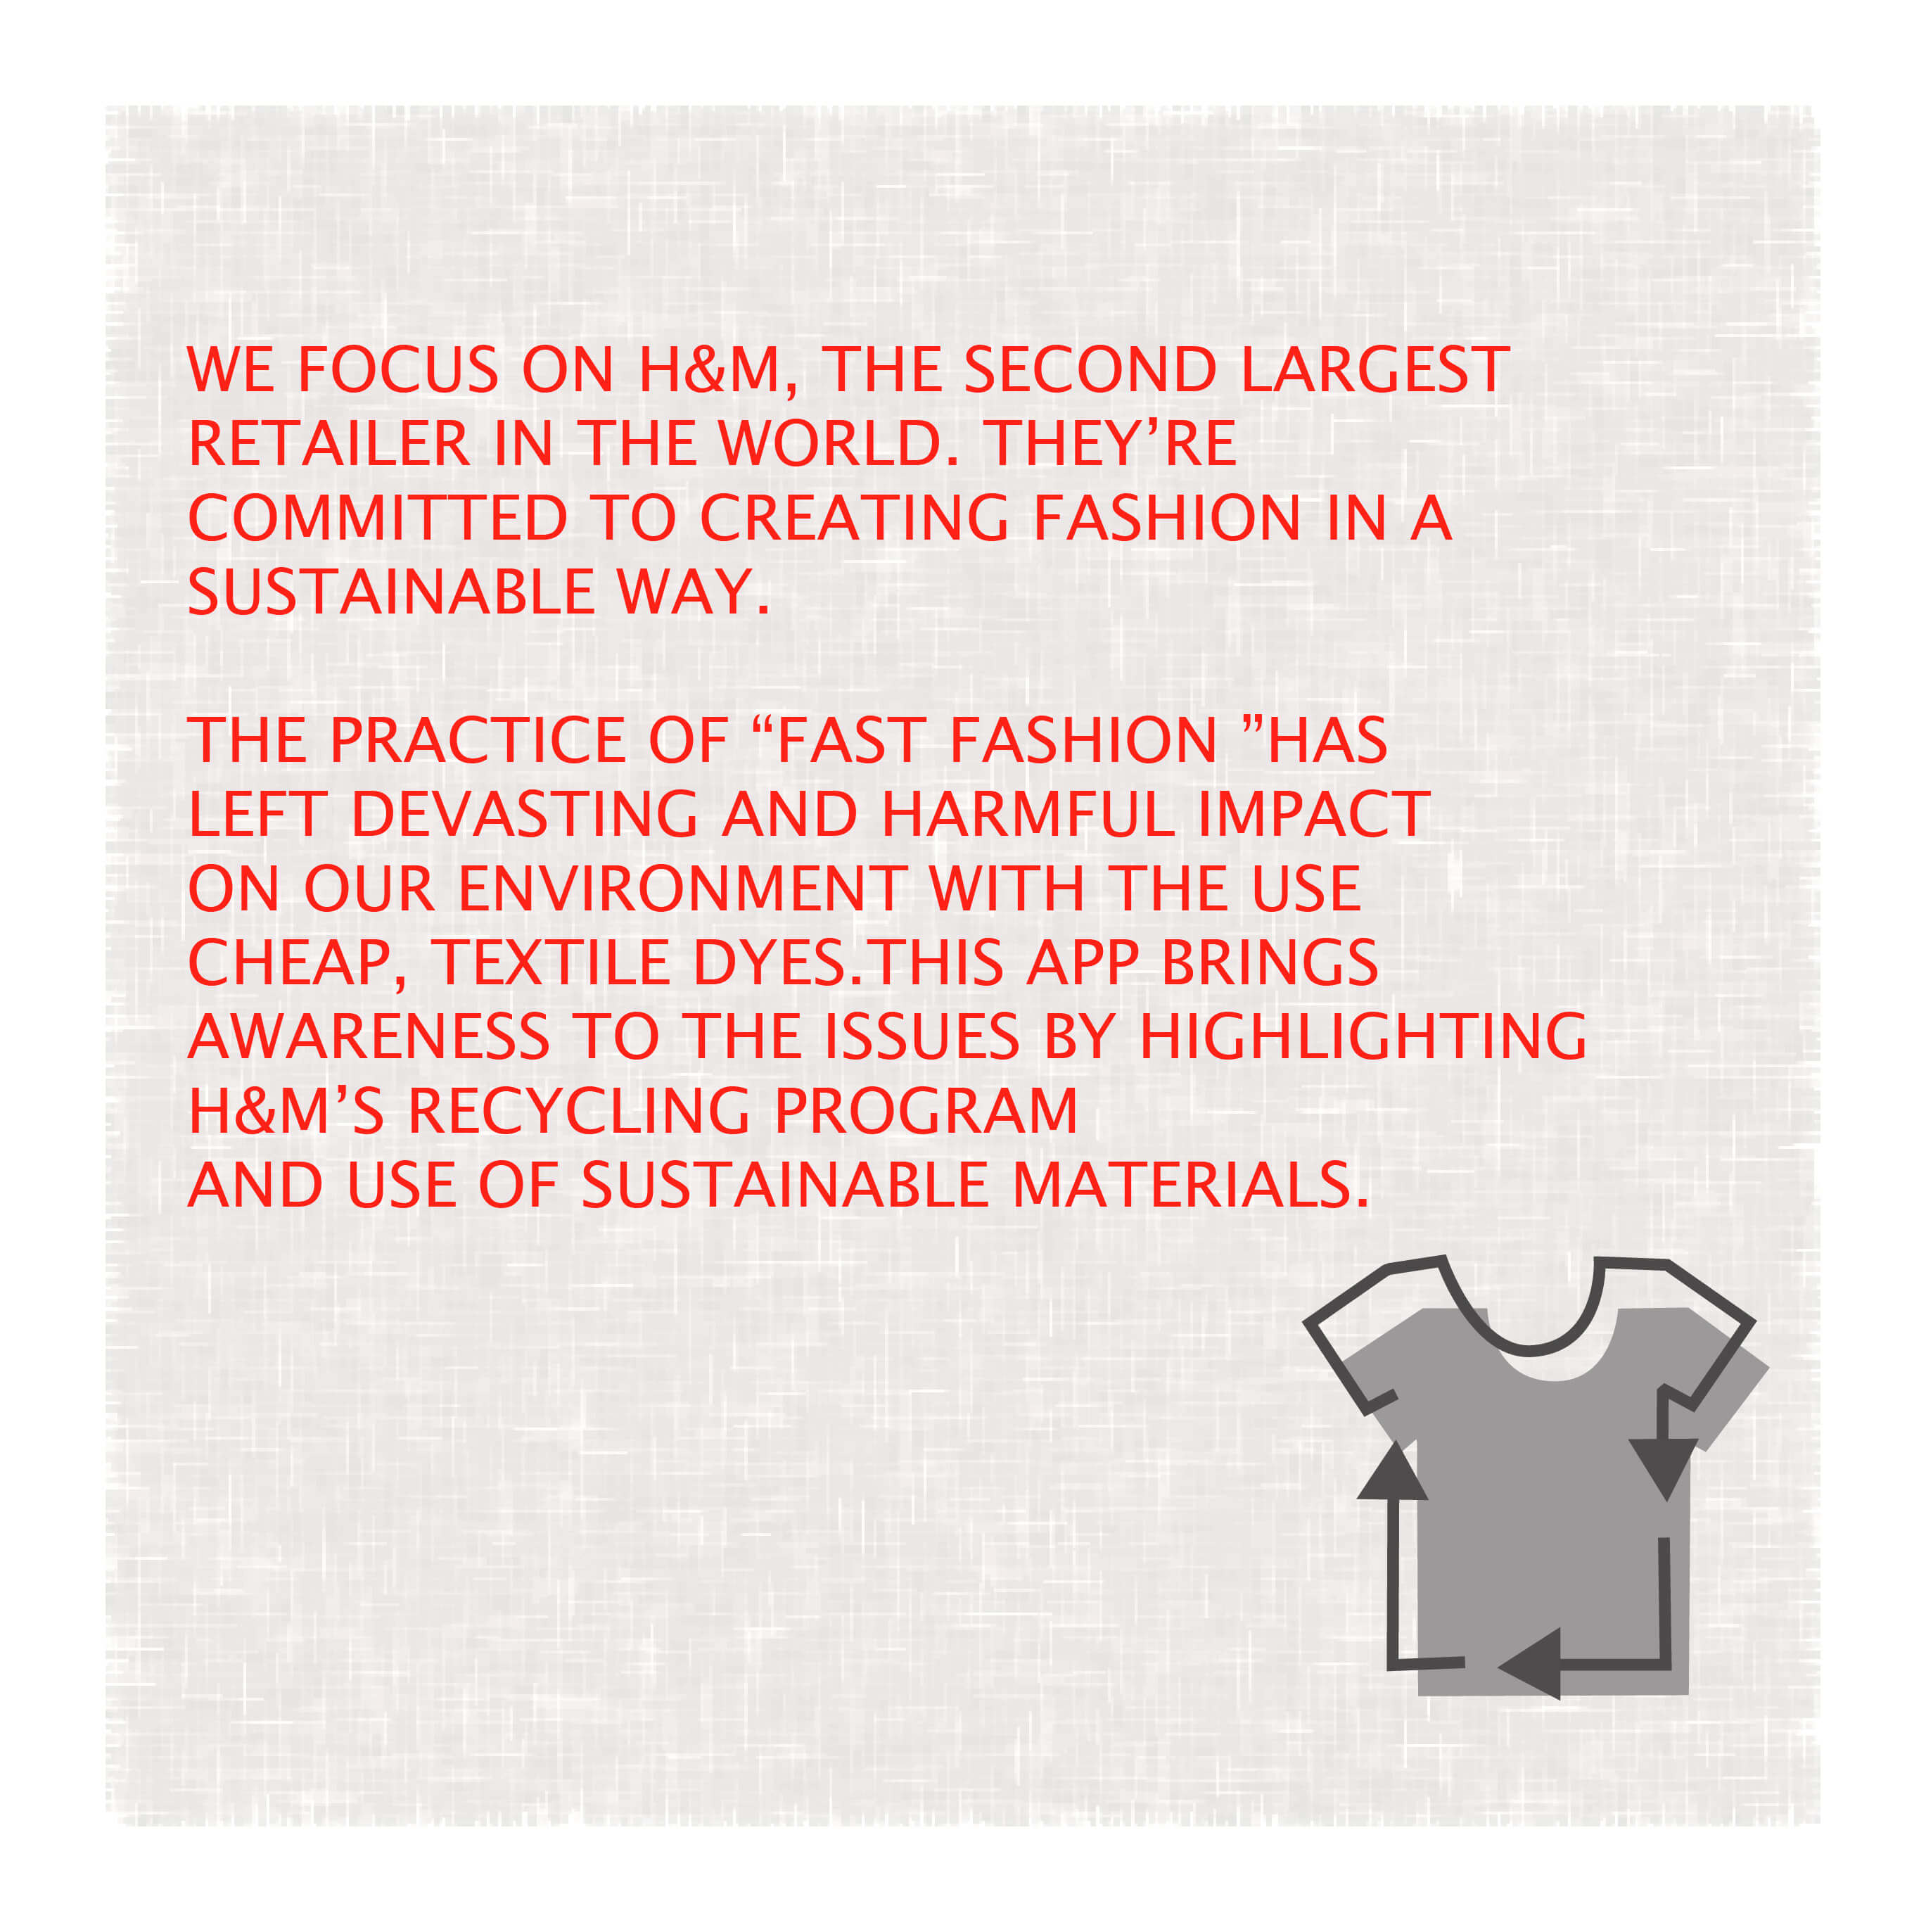 WE FOCUS ON H&M, THE SECOND LARGEST
RETAILER IN THE WORLD. THEY’RE
COMMITTED TO CREATING FASHION IN A
SUSTAINABLE WAY.
THE PRACTICE OF “FAST FASHION ”HAS
LEFT DEVASTING AND HARMFUL IMPACT
ON OUR ENVIRONMENT WITH THE USE
CHEAP, TEXTILE DYES.THIS APP BRINGS
AWARENESS TO THE ISSUES BY HIGHLIGHTING
H&M’S RECYCLING PROGRAM
AND USE OF SUSTAINABLE MATERIALS.